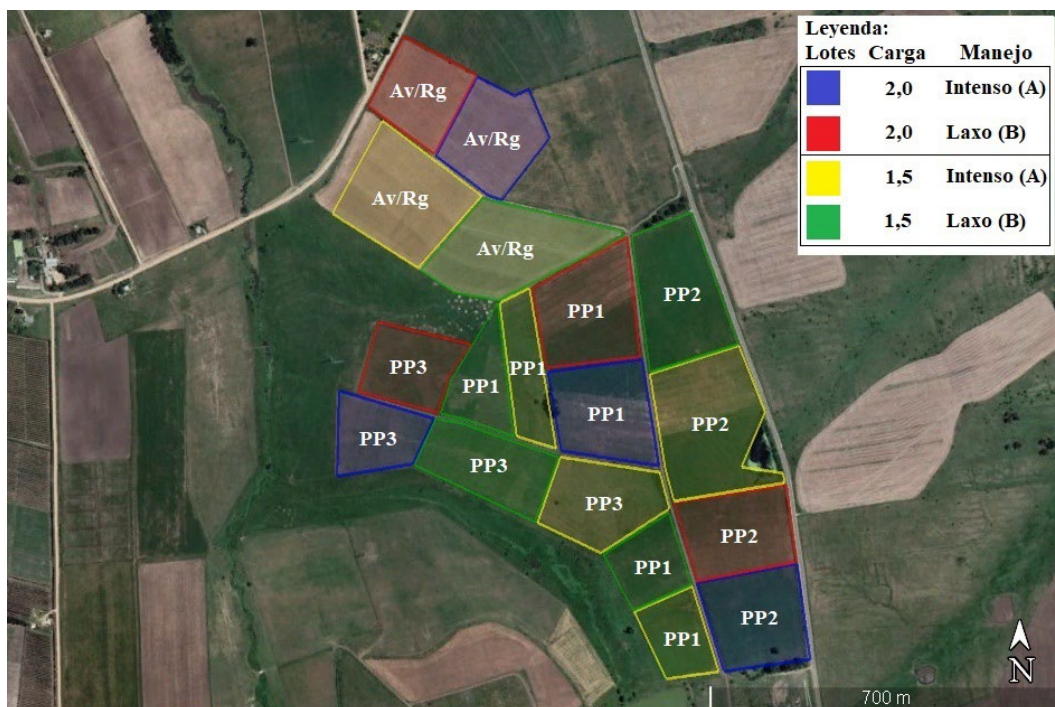 Leyenda:
Lotes Carga Manejo
2,0 Intenso (A)
2,0 Laxo (B)
1,5 Intenso (A)
1,5 Laxo (B)
Av/Rg
Av/Rg
Av/Rg
Av/Rg
PP1
PP2
PP3
PP1
PP1
PP1
PP2
PP3
PP3
PP3
PP2
PP1
PP1
PP2
N
700 m